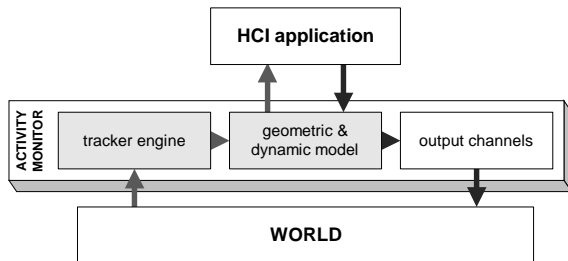 HCI application
ACTIVITY
MONITOR
tracker engine
geometric &
dynamic model
output channels
WORLD